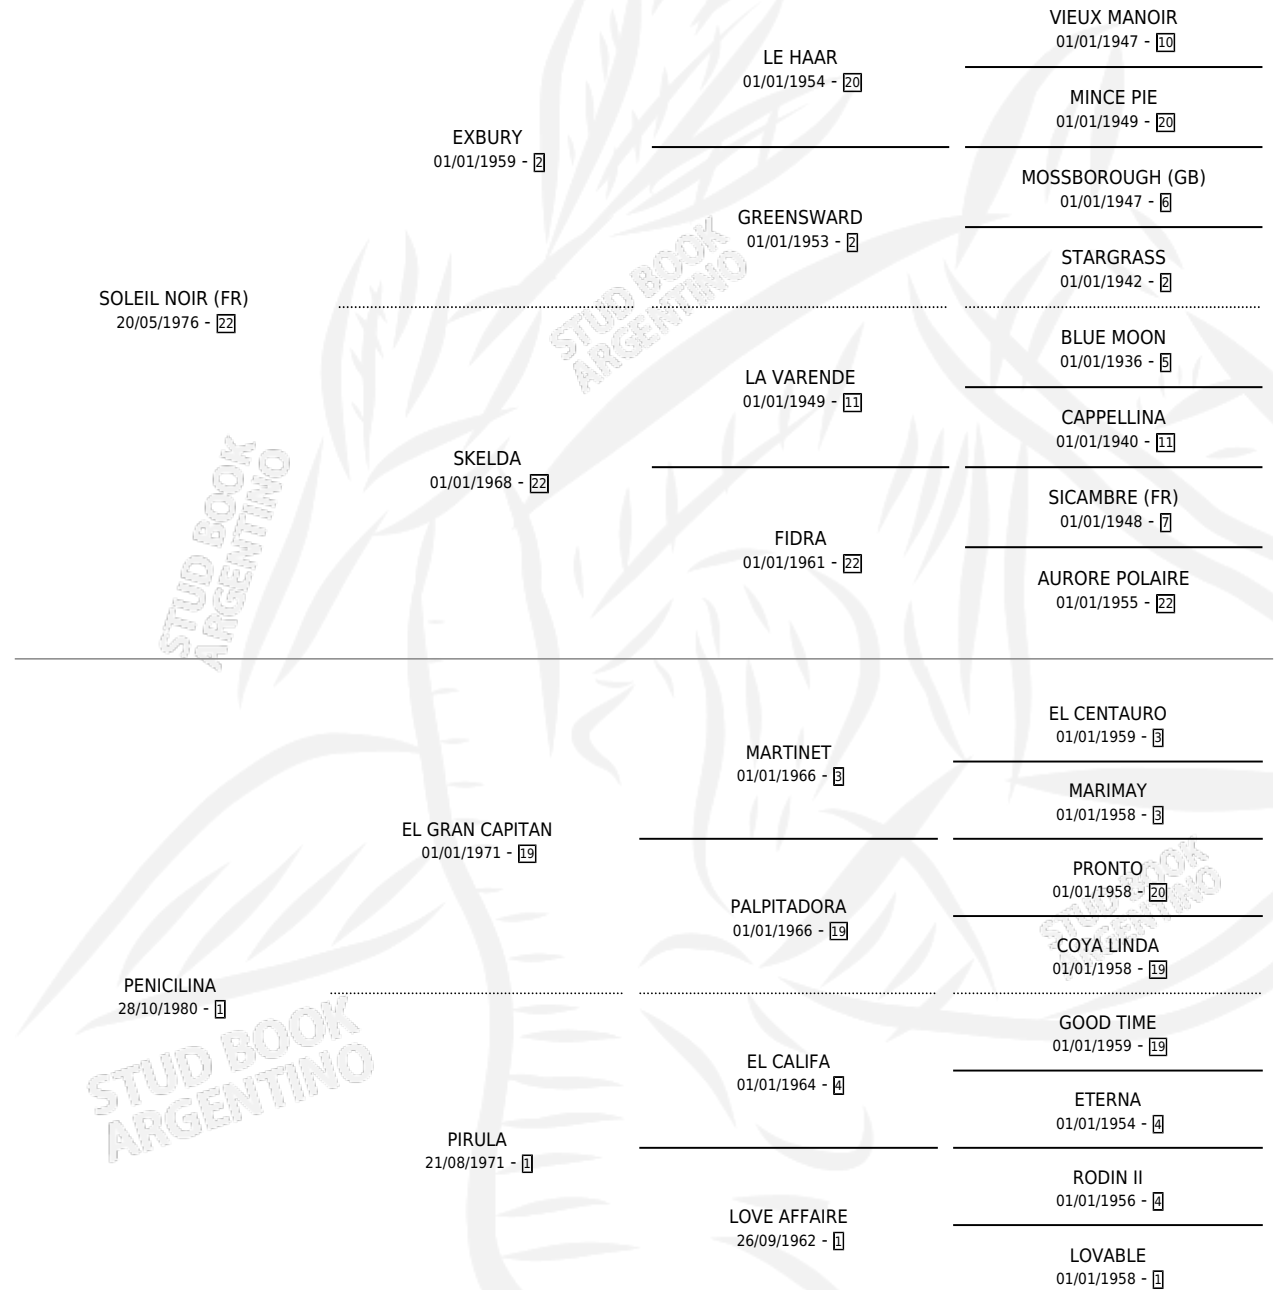 VIEUX MANOIR
01/01/1947 - 10
LE HAAR
01/01/1954 - 20
MINCE PIE
01/01/1949 - 20
EXBURY
01/01/1959 - 2
MOSSBOROUGH (GB)
01/01/1947 - 6
GREENSWARD
01/01/1953 - 2
STARGRASS
01/01/1942 - 2
SOLEIL NOIR (FR)
20/05/1976 - 22
STUD BOOK
ARGENTINO
BLUE MOON
01/01/1936 - 5
LA VARENDE
01/01/1949 - 11
CAPPELLINA
01/01/1940 - 11
SKELDA
01/01/1968 - 22
SICAMBRE (FR)
01/01/1948 - 7
FIDRA
01/01/1961 - 22
AURORE POLAIRE
01/01/1955 - 22
STUD BOOK
ARGENTINO
EL CENTAURO
01/01/1959 - 3
MARTINET
01/01/1966 - 3
MARIMAY
01/01/1958 - 3
EL GRAN CAPITAN
01/01/1971 - 19
PRONTO
01/01/1958 - 20
PALPITADORA
01/01/1966 - 19
COYA LINDA
01/01/1958 - 19
STUD BOOK
ARGENTINO
PENICILINA
28/10/1980 - 1
GOOD TIME
01/01/1959 - 19
EL CALIFA
01/01/1964 - 4
ETERNA
01/01/1954 - 4
STUD BOOK
ARGENTINO
PIRULA
21/08/1971 - 1
RODIN II
01/01/1956 - 4
LOVE AFFAIRE
26/09/1962 - 1
LOVABLE
01/01/1958 - 1